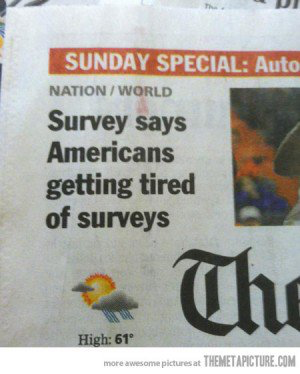 SUNDAY SPECIAL: Auto
NATION / WORLD
Survey says
Americans
getting tired
of surveys
The
High: 61°
more awesome pictures at THEMETAPICTURE.COM